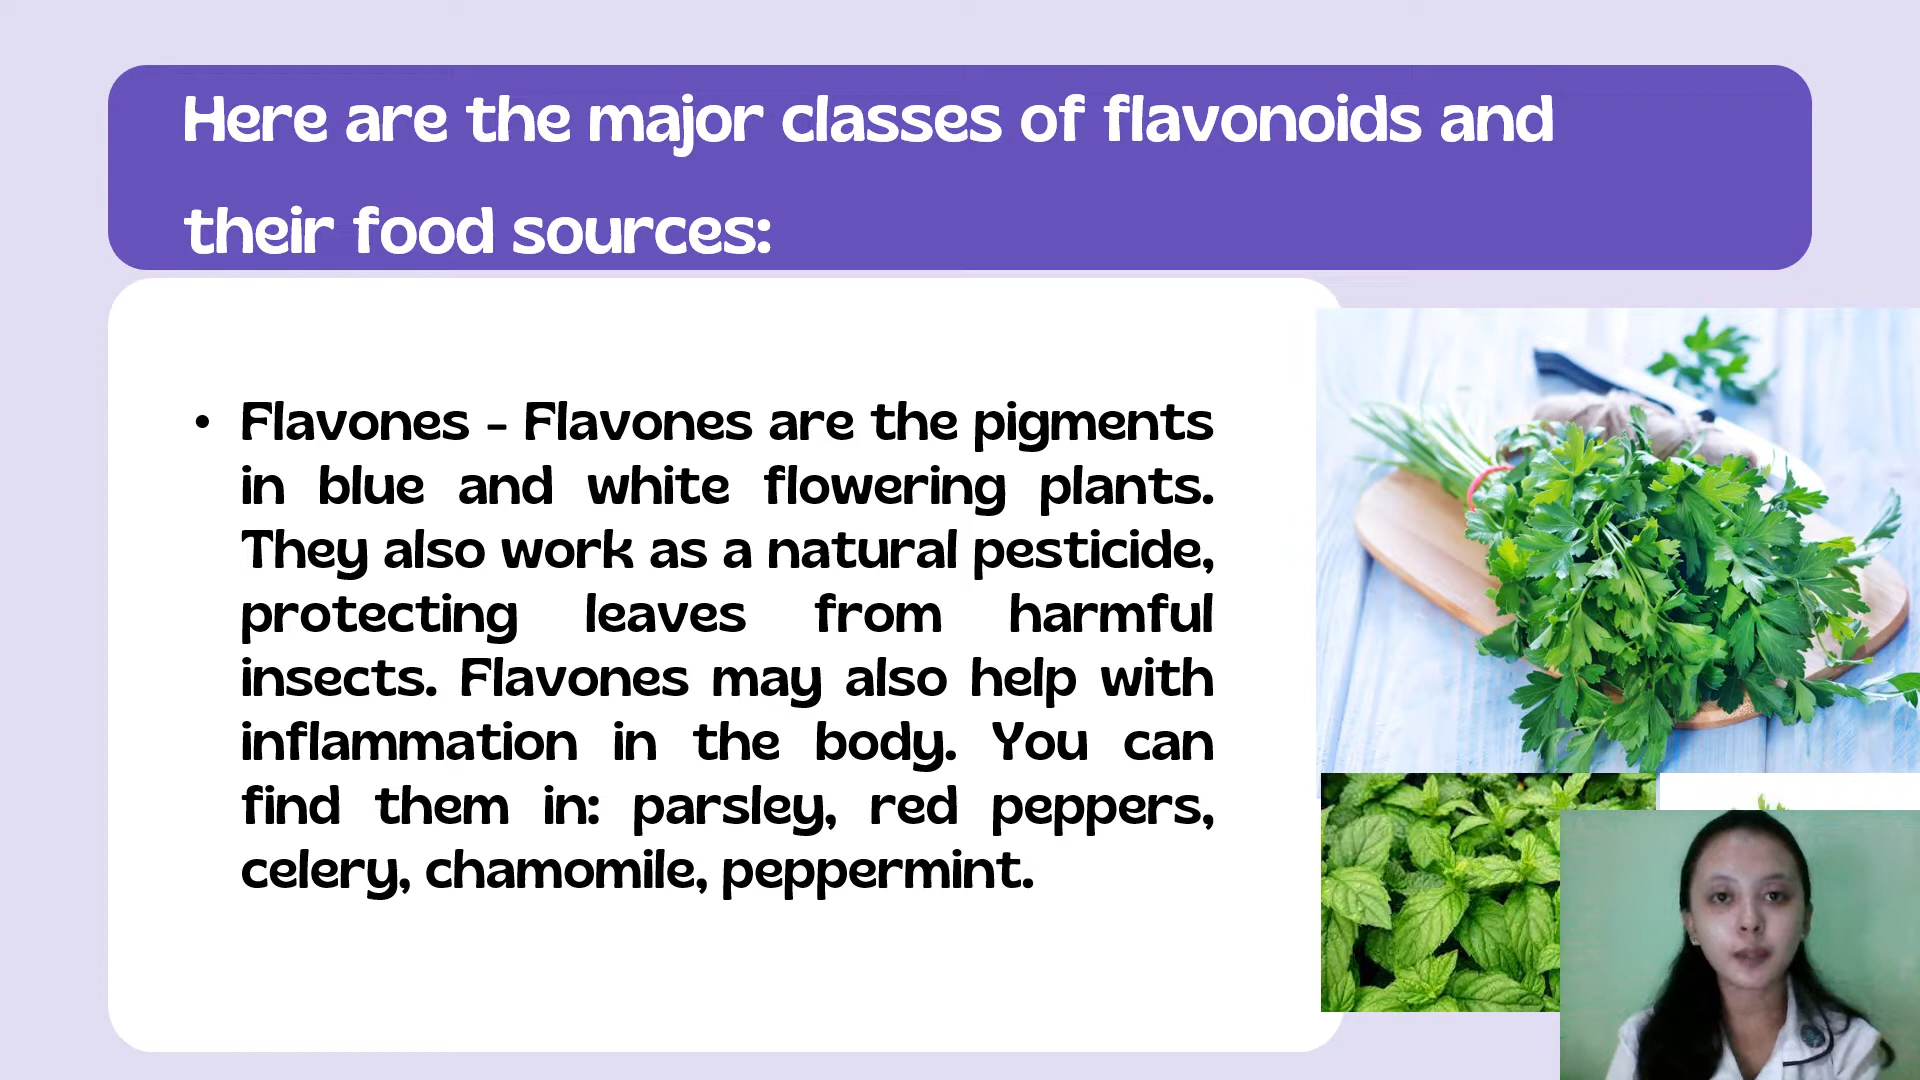 Here are the major classes of flavonoids and
their food sources:
• Flavones - Flavones are the pigments
in blue and white flowering plants.
They also work as a natural pesticide,
protecting leaves from harmful
insects. Flavones may also help with
inflammation in the body. You can
find them in: parsley, red peppers,
celery, chamomile, peppermint.